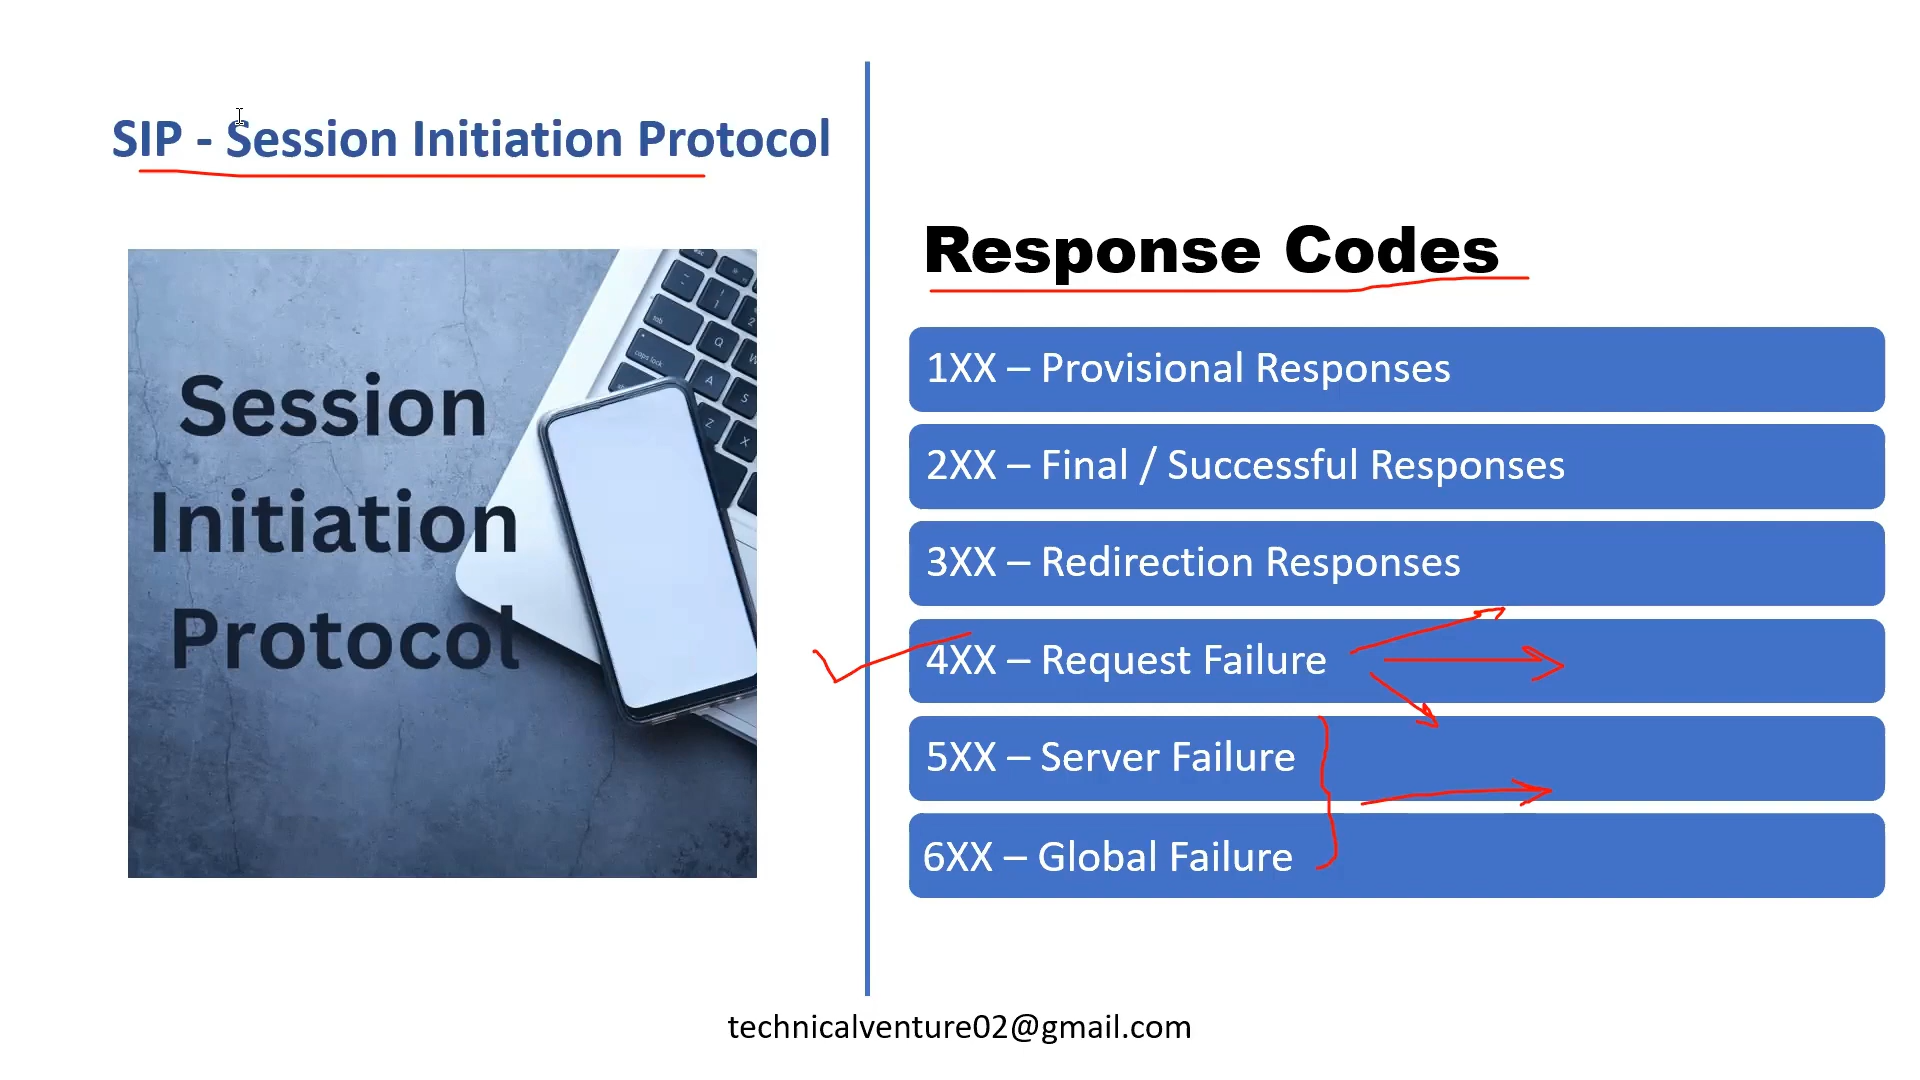 SIP - Session Initiation Protocol
Session
Initiation
Protocol
Response Codes
1XX – Provisional Responses
2XX – Final / Successful Responses
3XX – Redirection Responses
4XX – Request Failure
5XX – Server Failure
6XX – Global Failure
technicalventure02@gmail.com